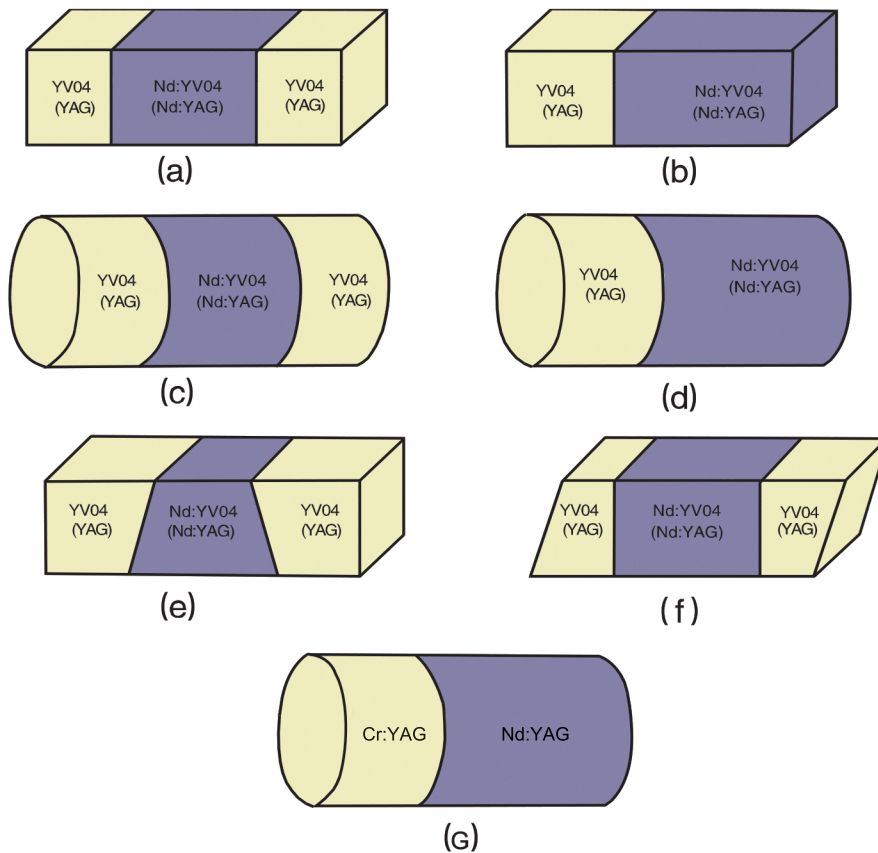 YV04
(YAG)
Nd:YV04
(Nd:YAG)
YV04
(YAG)
(a)
YV04
(YAG)
Nd:YV04
(Nd:YAG)
(b)
YV04
(YAG)
Nd:YV04
(Nd:YAG)
YV04
(YAG)
(c)
YV04
(YAG)
Nd:YV04
(Nd:YAG)
(d)
YV04
(YAG)
Nd:YV04
(Nd:YAG)
YV04
(YAG)
(e)
YV04
(YAG)
Nd:YV04
(Nd:YAG)
YV04
(YAG)
(f)
Cr:YAG
Nd:YAG
(G)